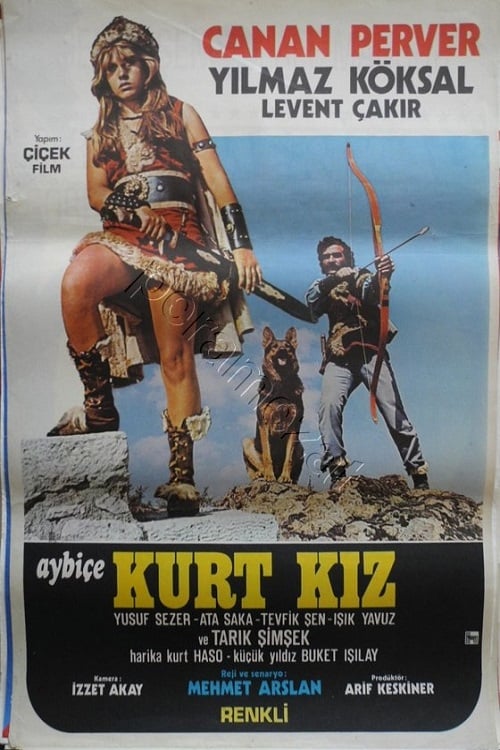 CANAN PERVER
YILMAZ KÖKSAL
LEVENT ÇAKIR
Yapım:
ÇİÇEK
FİLM
aybiçe KURT KIZ
YUSUF SEZER - ATA SAKA - TEVFİK ŞEN - IŞIK YAVUZ
ve TARIK ŞİMŞEK
harika kurt HASO - küçük yıldız BUKET IŞILAY
Kamera:
İZZET AKAY
Reji ve senaryo:
MEHMET ARSLAN
Prodüktör:
ARİF KESKİNER
RENKLİ